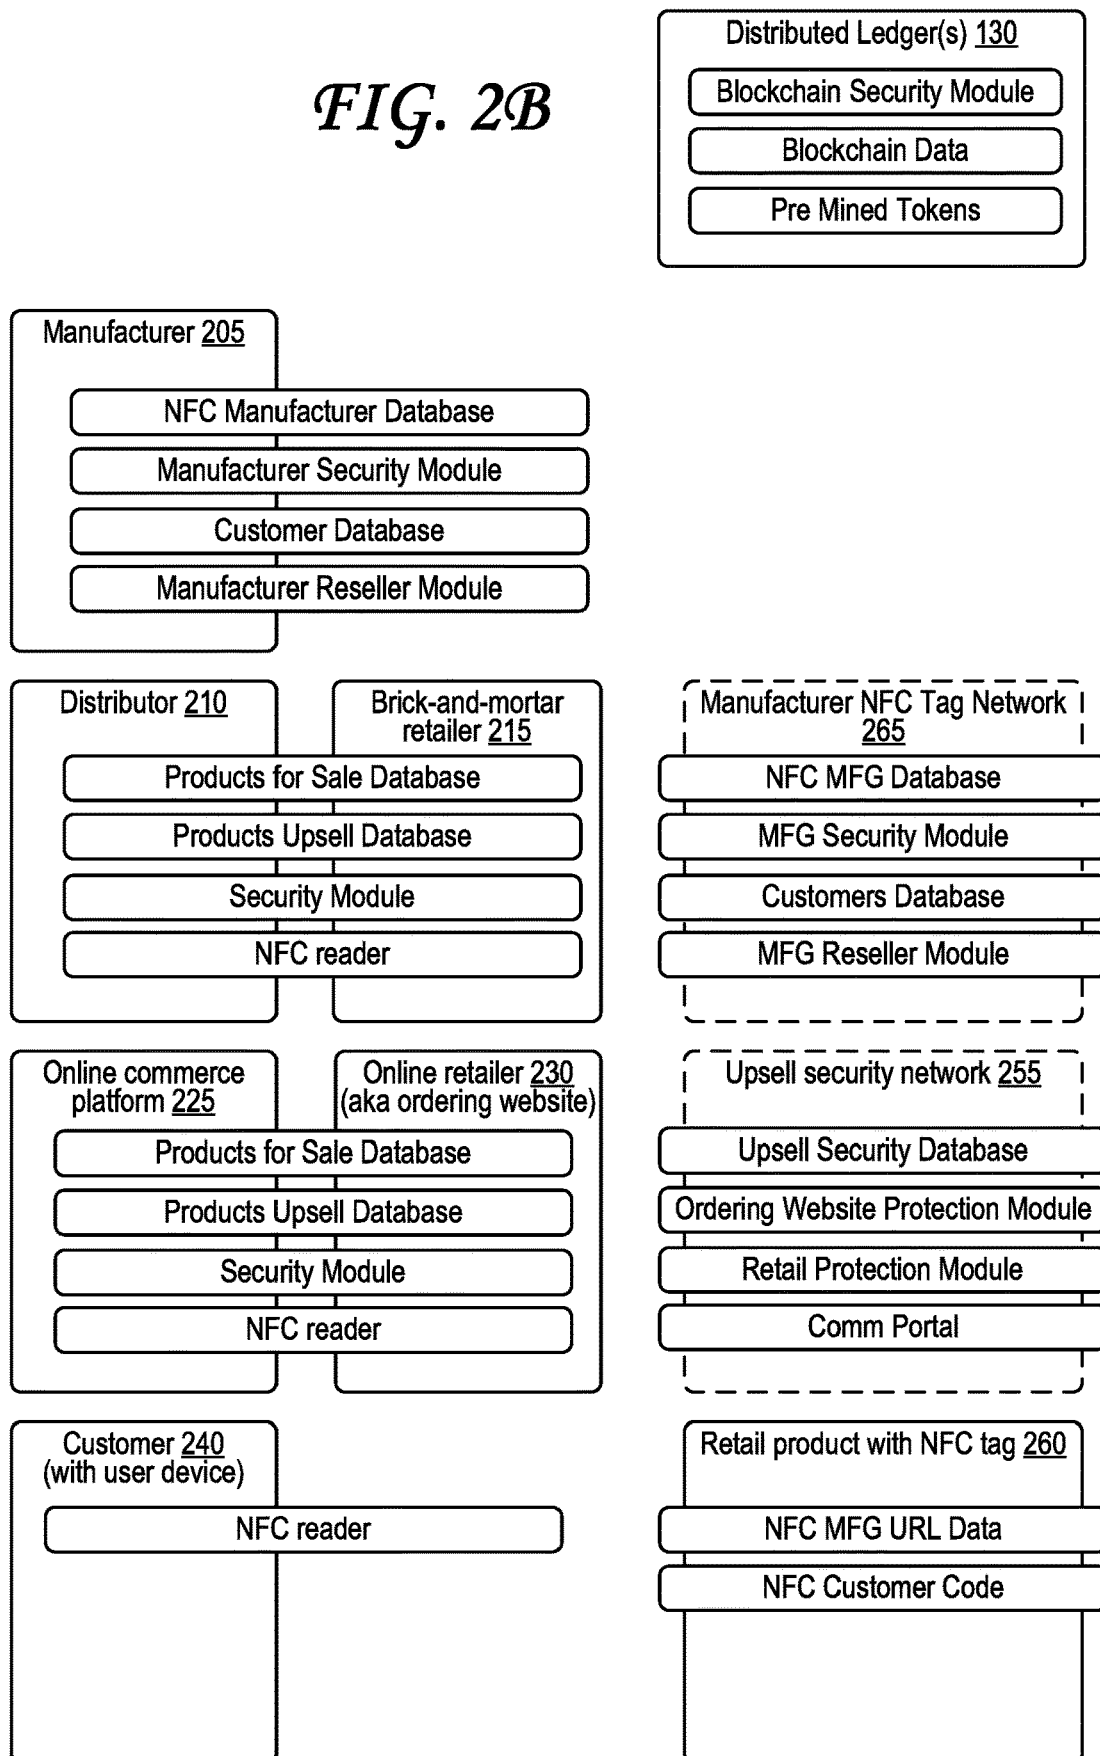 FIG. 2B
Distributed Ledger(s) 130
Blockchain Security Module
Blockchain Data
Pre Mined Tokens
Manufacturer 205
NFC Manufacturer Database
Manufacturer Security Module
Customer Database
Manufacturer Reseller Module
Distributor 210
Brick-and-mortar
retailer 215
Products for Sale Database
Products Upsell Database
Security Module
NFC reader
Manufacturer NFC Tag Network
265
NFC MFG Database
MFG Security Module
Customers Database
MFG Reseller Module
Online commerce
platform 225
Online retailer 230
(aka ordering website)
Products for Sale Database
Products Upsell Database
Security Module
NFC reader
Upsell security network 255
Upsell Security Database
Ordering Website Protection Module
Retail Protection Module
Comm Portal
Customer 240
(with user device)
NFC reader
Retail product with NFC tag 260
NFC MFG URL Data
NFC Customer Code